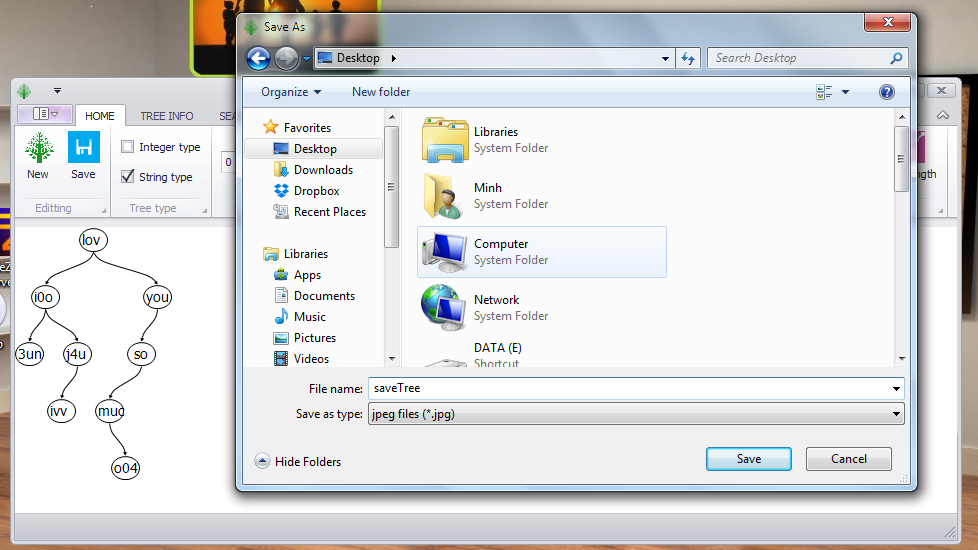 Save As
Desktop
Search Desktop
Organize
New folder
Favorites
Desktop
Downloads
Dropbox
Recent Places
Libraries
Apps
Documents
Music
Pictures
Videos
Libraries
System Folder
Minh
System Folder
Computer
System Folder
Network
System Folder
DATA (E)
Shortcut
File name:
saveTree
Save as type:
jpeg files (*.jpg)
Hide Folders
Save
Cancel
HOME
TREE INFO
SEA
New
Save
Integer type
String type
0
Editing
Tree type
ngth
lov
i0o
you
3un
j4u
so
ivv
muc
o04